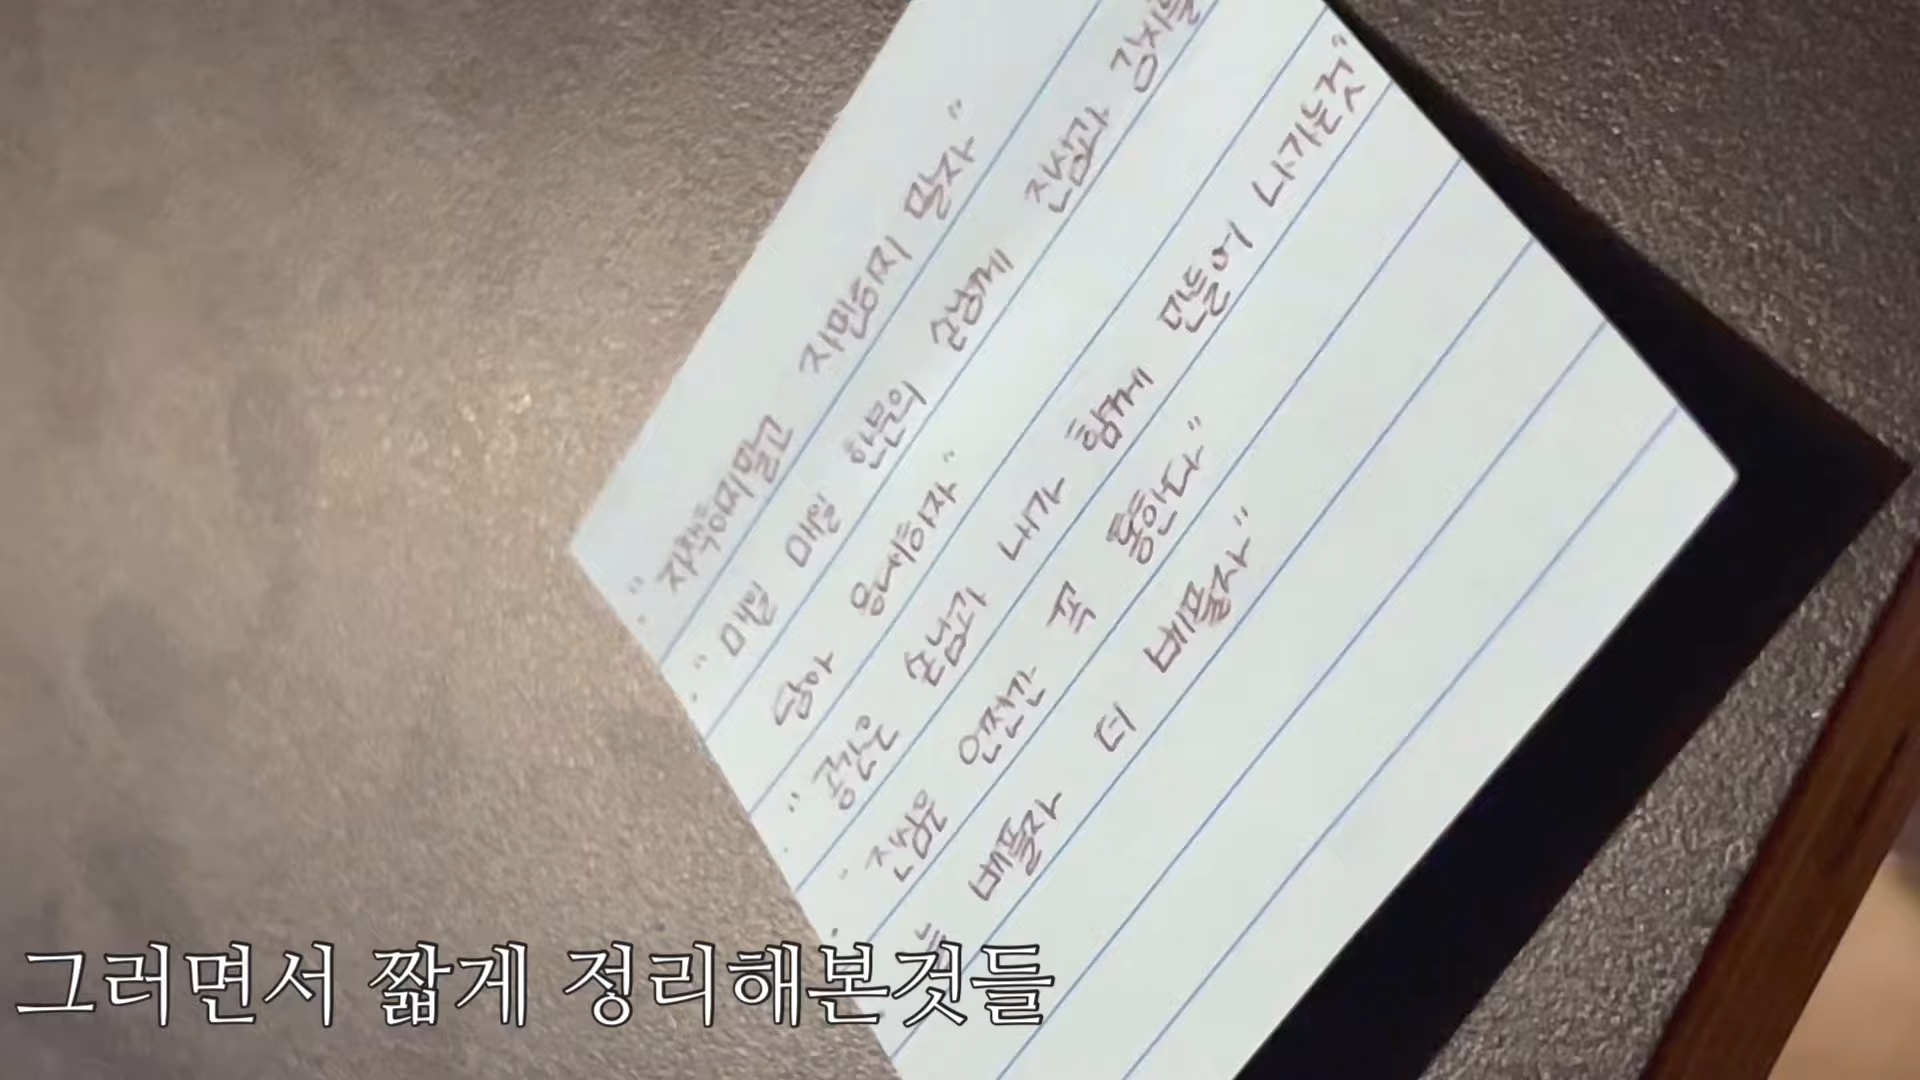 "자책하지말고 자만하지 말자"
"매일 매일 한분의 손님께 진심과 감사를
담아 응대하자"
"공간은 손님과 내가 함께 만들어 나가는것"
"진심은 언젠간 꼭 통한다"
베풀자 더 베풀자"
그러면서 짧게 정리해본것들